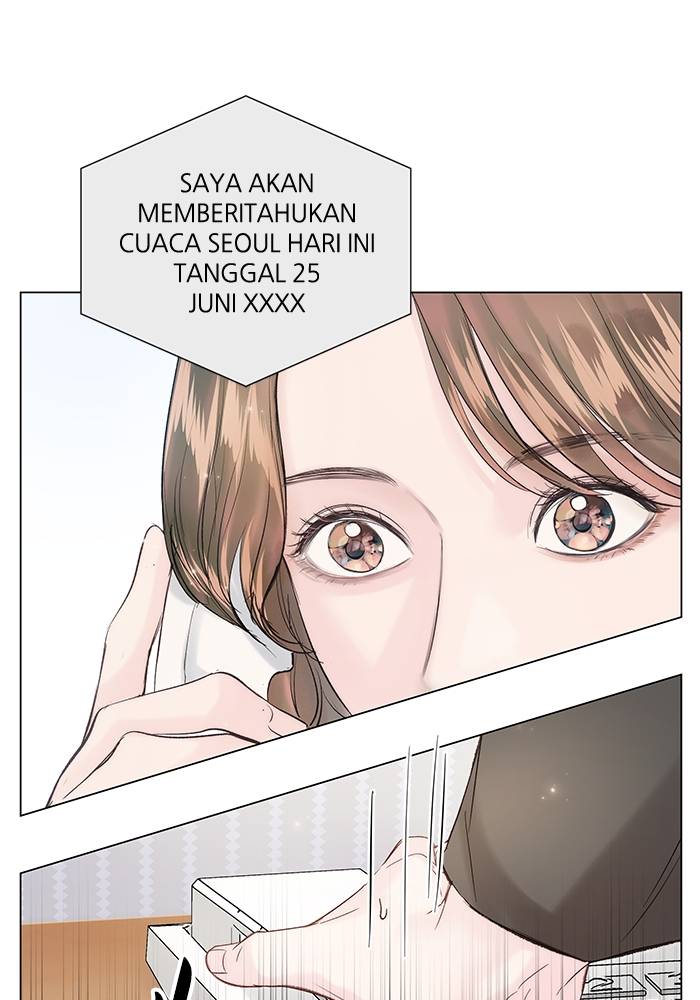 SAYA AKAN
MEMBERITAHUKAN
CUACA SEOUL HARI INI
TANGGAL 25
JUNI XXXX